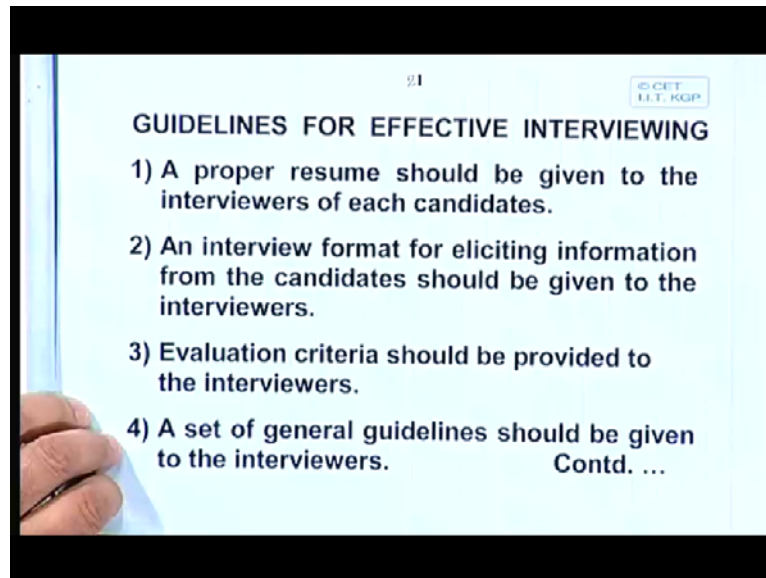 21
© CET
I.I.T. KGP
GUIDELINES FOR EFFECTIVE INTERVIEWING
1) A proper resume should be given to the
interviewers of each candidates.
2) An interview format for eliciting information
from the candidates should be given to the
interviewers.
3) Evaluation criteria should be provided to
the interviewers.
4) A set of general guidelines should be given
to the interviewers. Contd. ...